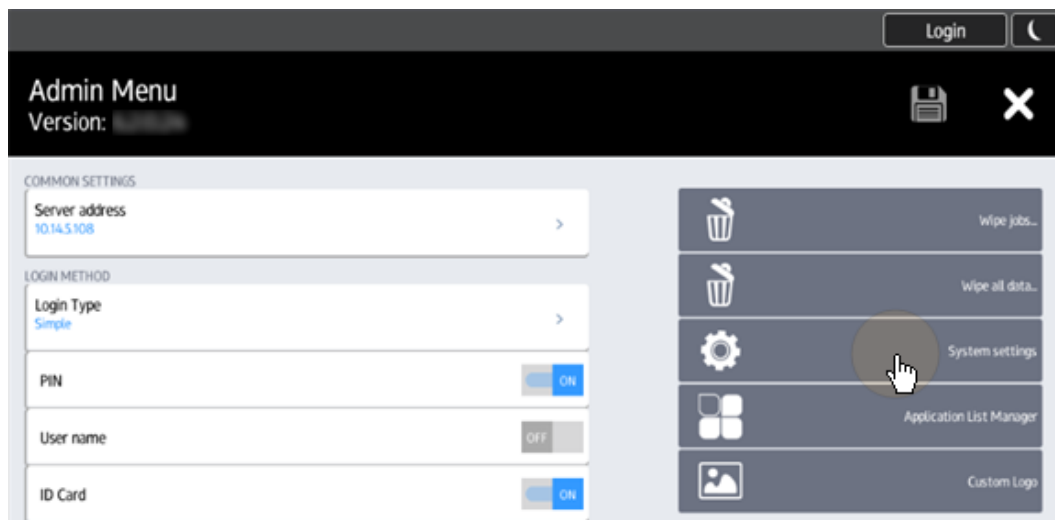 Login
Admin Menu
Version:
COMMON SETTINGS
Server address
10.14.5.108
LOGIN METHOD
Login Type
Simple
PIN
ON
User name
OFF
ID Card
ON
Wipe jobs...
Wipe all data...
System settings
Application List Manager
Custom Logo